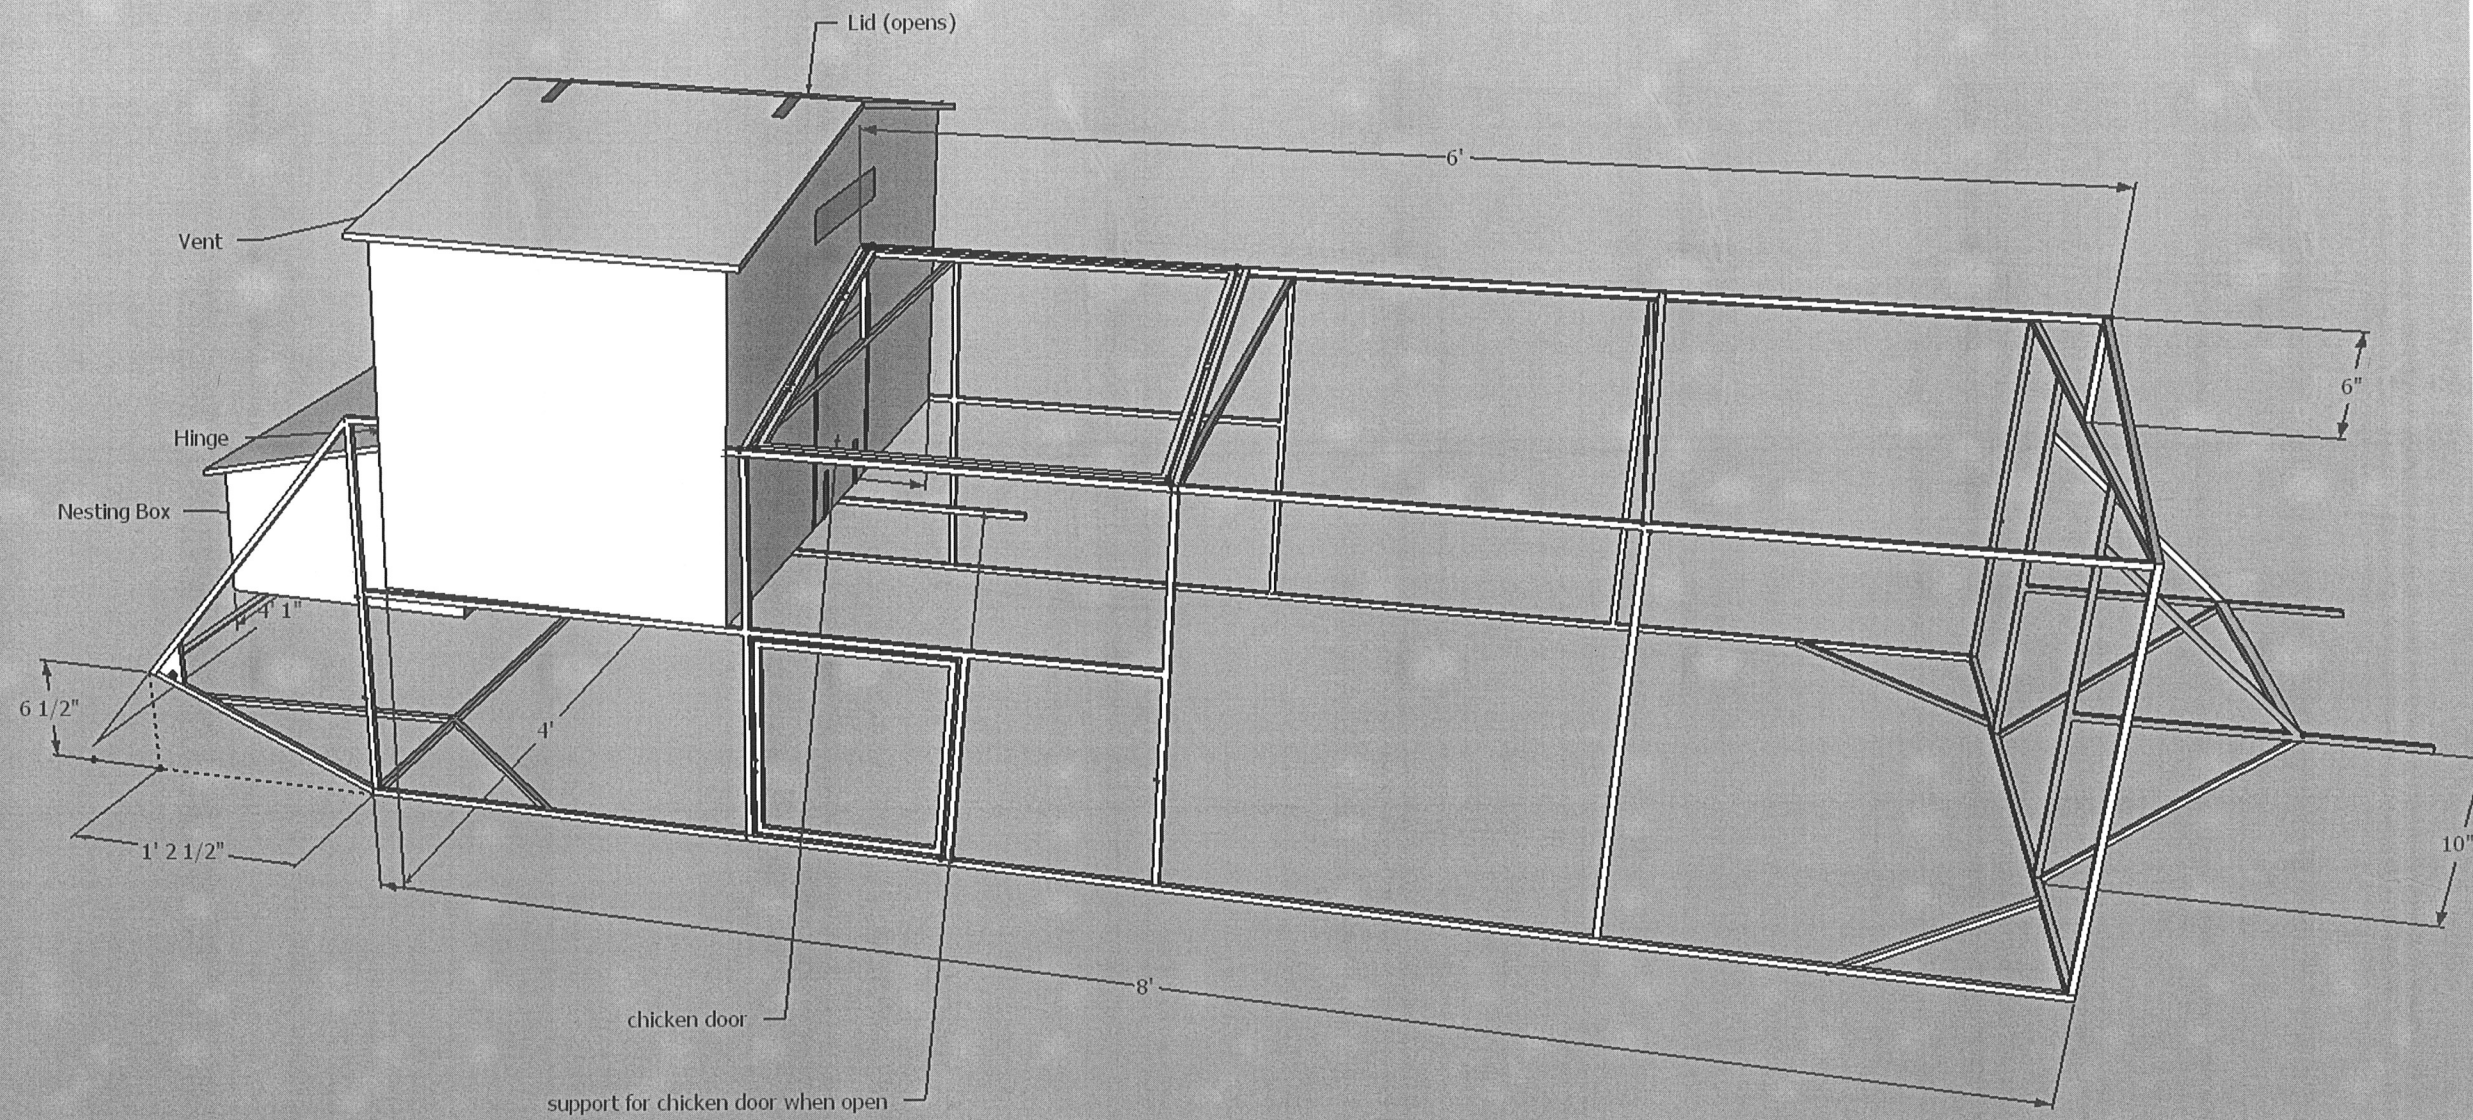 Lid (opens)
6'
Vent
6"
Hinge
Nesting Box
4' 1"
6 1/2"
4'
1' 2 1/2"
10"
8'
chicken door
support for chicken door when open